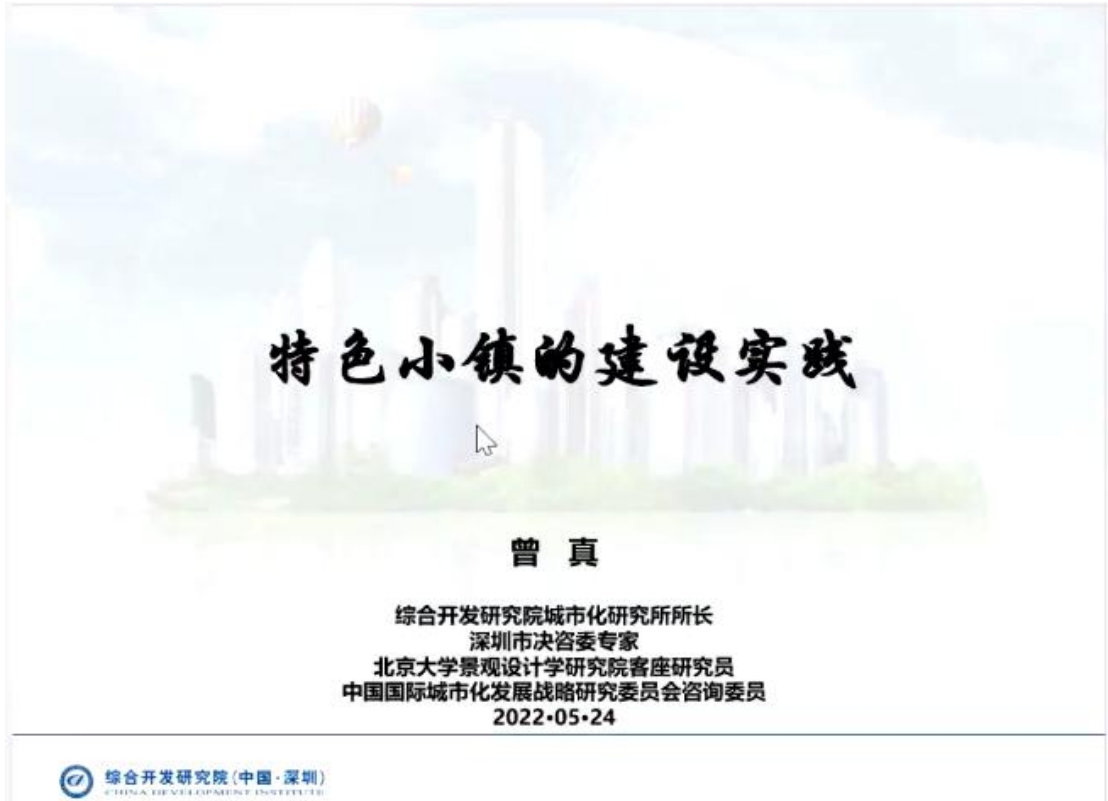 特色小镇的建设实践
曾 真
综合开发研究院城市化研究所所长
深圳市决咨委专家
北京大学景观设计学研究院客座研究员
中国国际城市化发展战略研究委员会咨询委员
2022·05·24
综合开发研究院(中国·深圳)
CHINA DEVELOPMENT INSTITUTE